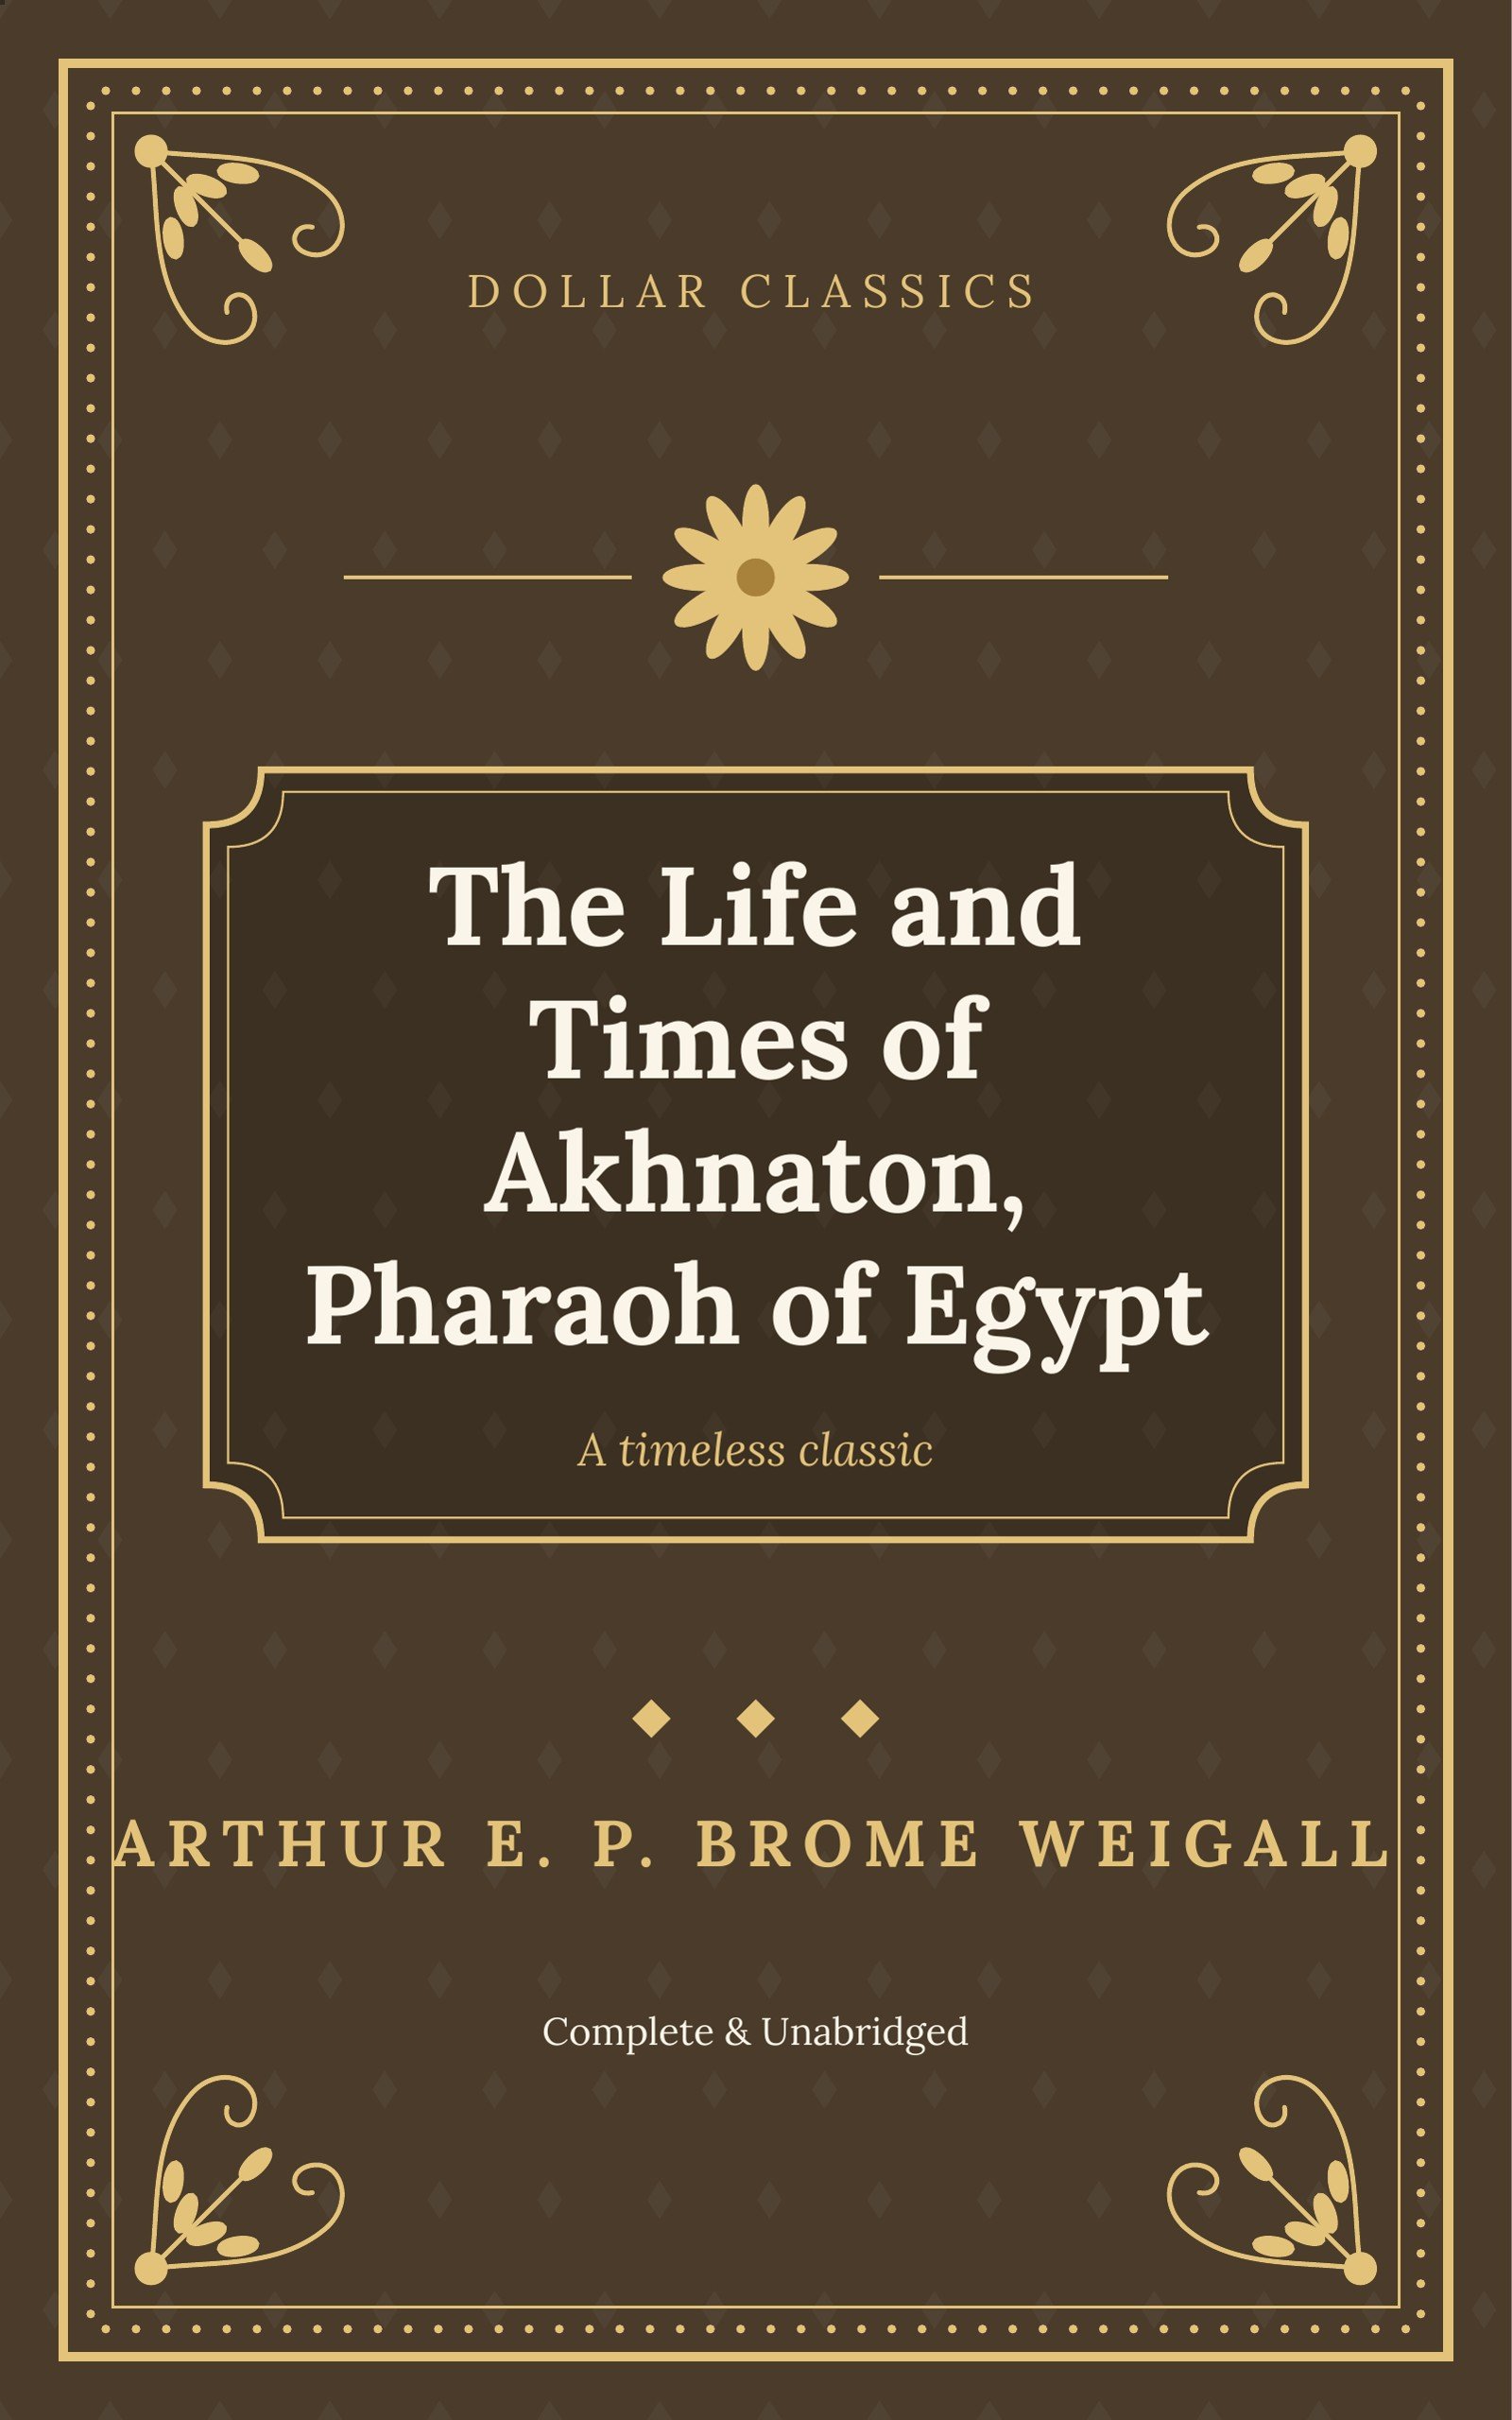 DOLLAR CLASSICS
The Life and
Times of
Akhnaton,
Pharaoh of Egypt
A timeless classic
ARTHUR E. P. BROME WEIGALL
Complete & Unabridged